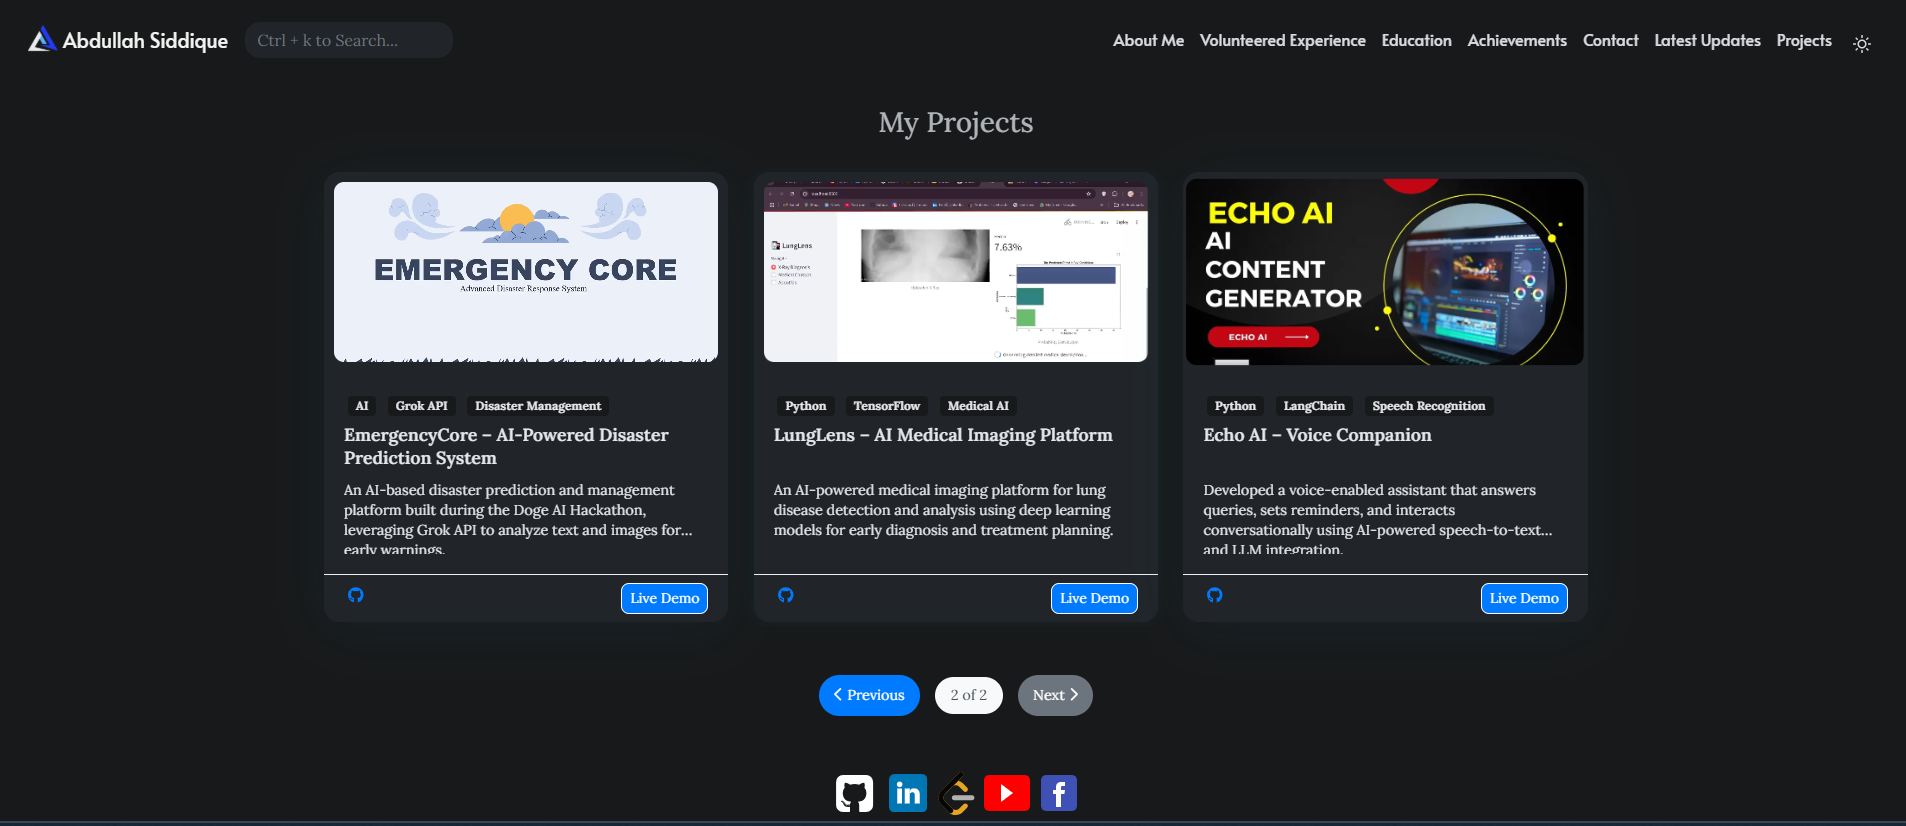 Abdullah Siddique
Ctrl + k to Search...
About Me
Volunteered Experience
Education
Achievements
Contact
Latest Updates
Projects
My Projects
EMERGENCY CORE
Advanced Disaster Response System
LungLens
7.63%
ECHO AI
AI
CONTENT
GENERATOR
ECHO AI
AI
Grok API
Disaster Management
EmergencyCore – AI-Powered Disaster
Prediction System
An AI-based disaster prediction and management
platform built during the Doge AI Hackathon,
leveraging Grok API to analyze text and images for...
early warnings.
Live Demo
Python
TensorFlow
Medical AI
LungLens – AI Medical Imaging Platform
An AI-powered medical imaging platform for lung
disease detection and analysis using deep learning
models for early diagnosis and treatment planning.
Live Demo
Python
LangChain
Speech Recognition
Echo AI – Voice Companion
Developed a voice-enabled assistant that answers
queries, sets reminders, and interacts
conversationally using AI-powered speech-to-text...
and LLM integration.
Live Demo
Previous
2 of 2
Next
in